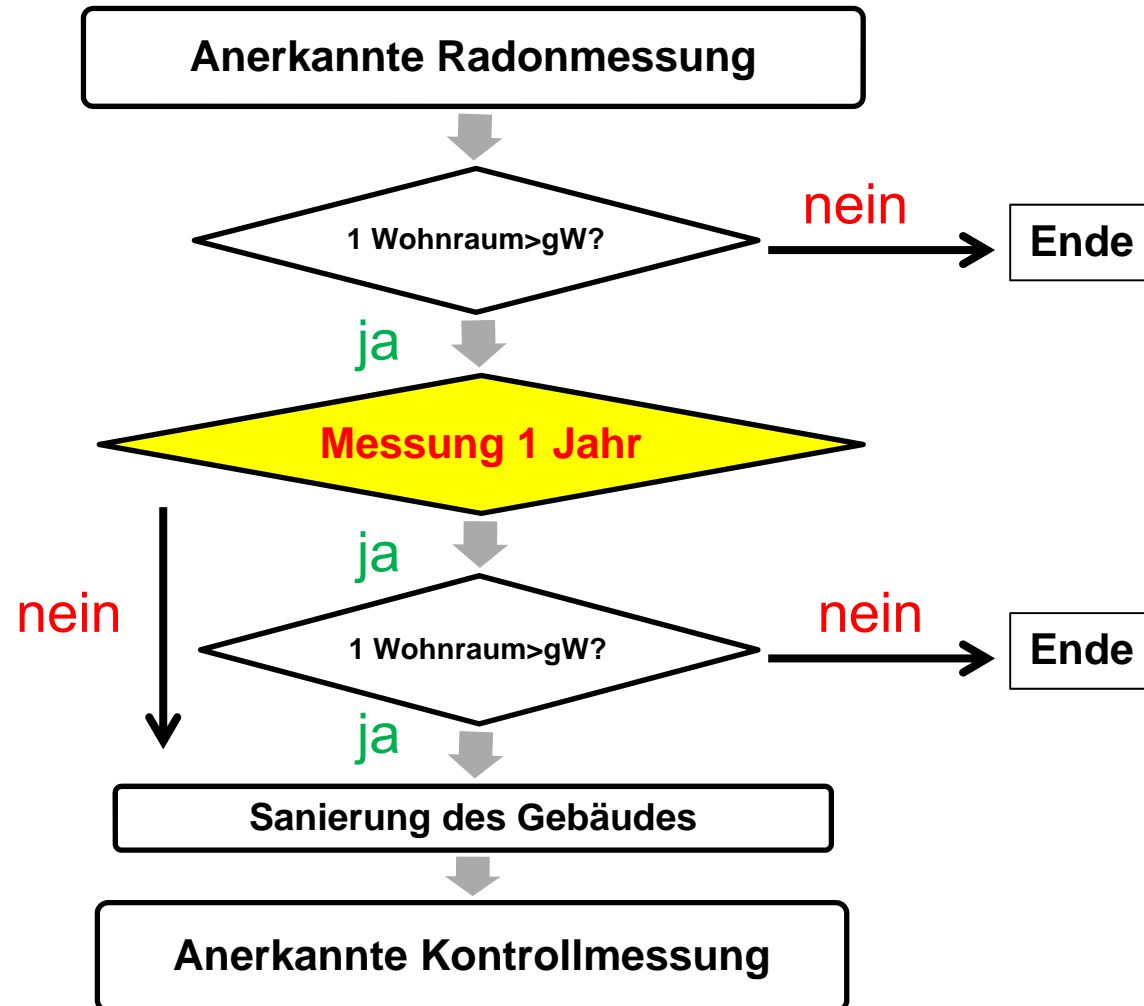 Anerkannte Radonmessung
1 Wohnraum>gW?
nein
Ende
ja
Messung 1 Jahr
ja
nein
1 Wohnraum>gW?
nein
Ende
ja
Sanierung des Gebäudes
Anerkannte Kontrollmessung